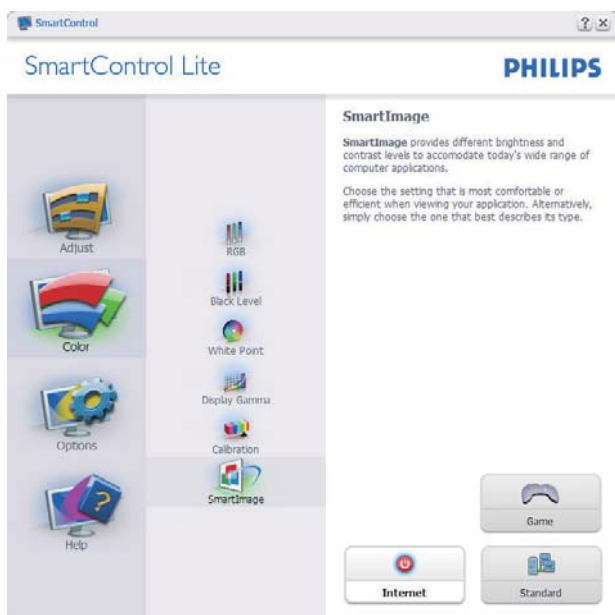 SmartControl
SmartControl Lite
PHILIPS
Adjust
Color
Options
Help
RGB
Black Level
White Point
Display Gamma
Calibration
SmartImage
SmartImage
SmartImage provides different brightness and
contrast levels to accomodate today's wide range of
computer applications.
Choose the setting that is most comfortable or
efficient when viewing your application. Alternatively,
simply choose the one that best describes its type.
Game
Internet
Standard